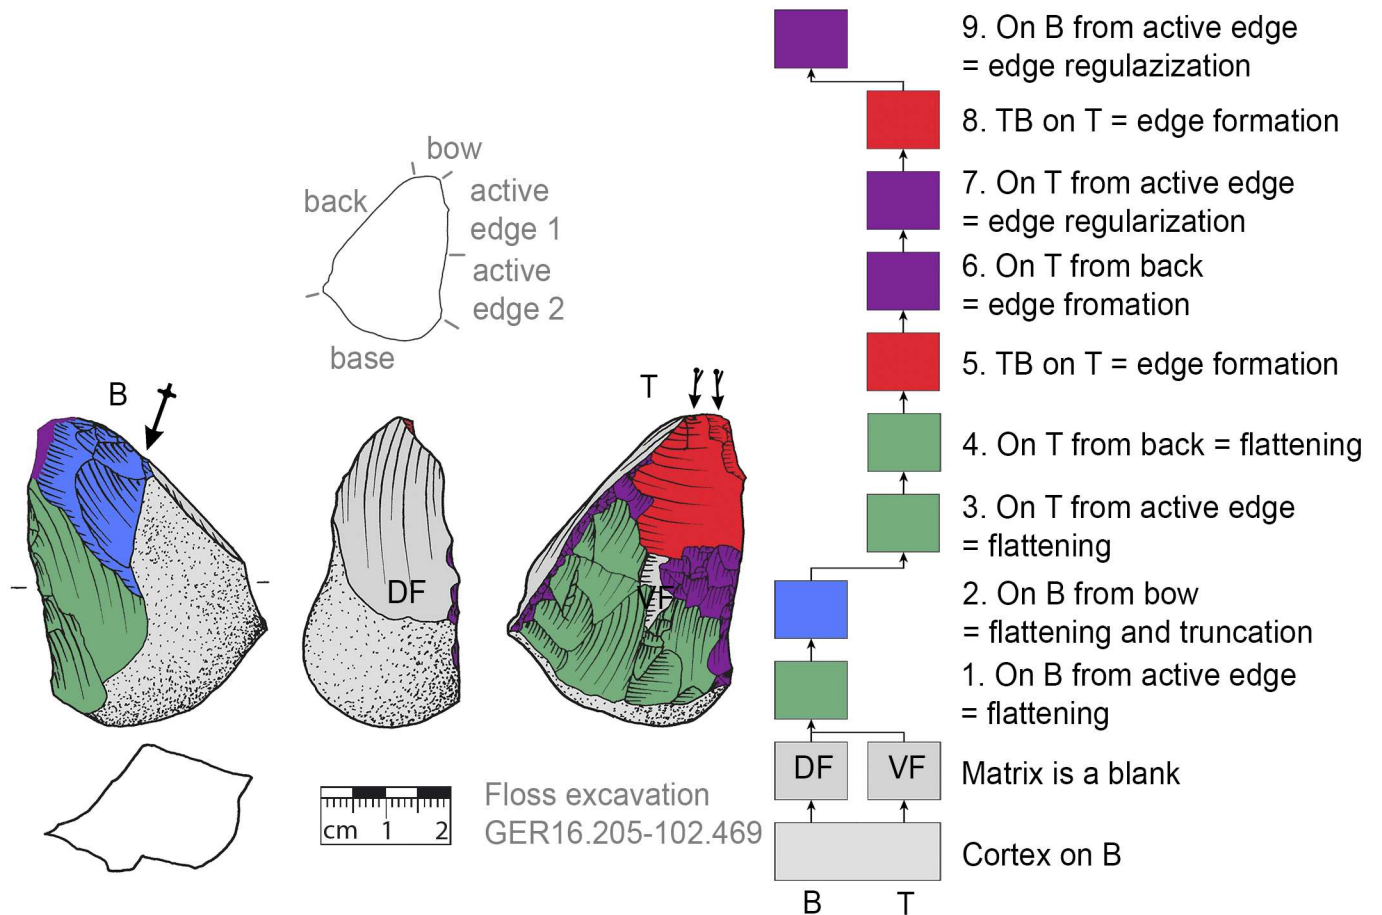 9. On B from active edge
= edge regulazization
8. TB on T = edge formation
7. On T from active edge
= edge regularization
6. On T from back
= edge fromation
5. TB on T = edge formation
4. On T from back = flattening
3. On T from active edge
= flattening
2. On B from bow
= flattening and truncation
1. On B from active edge
= flattening
DF VF Matrix is a blank
Cortex on B
B T
bow
back
active
edge 1
active
edge 2
base
B
T
DF
VF
cm 1 2
Floss excavation
GER16.205-102.469